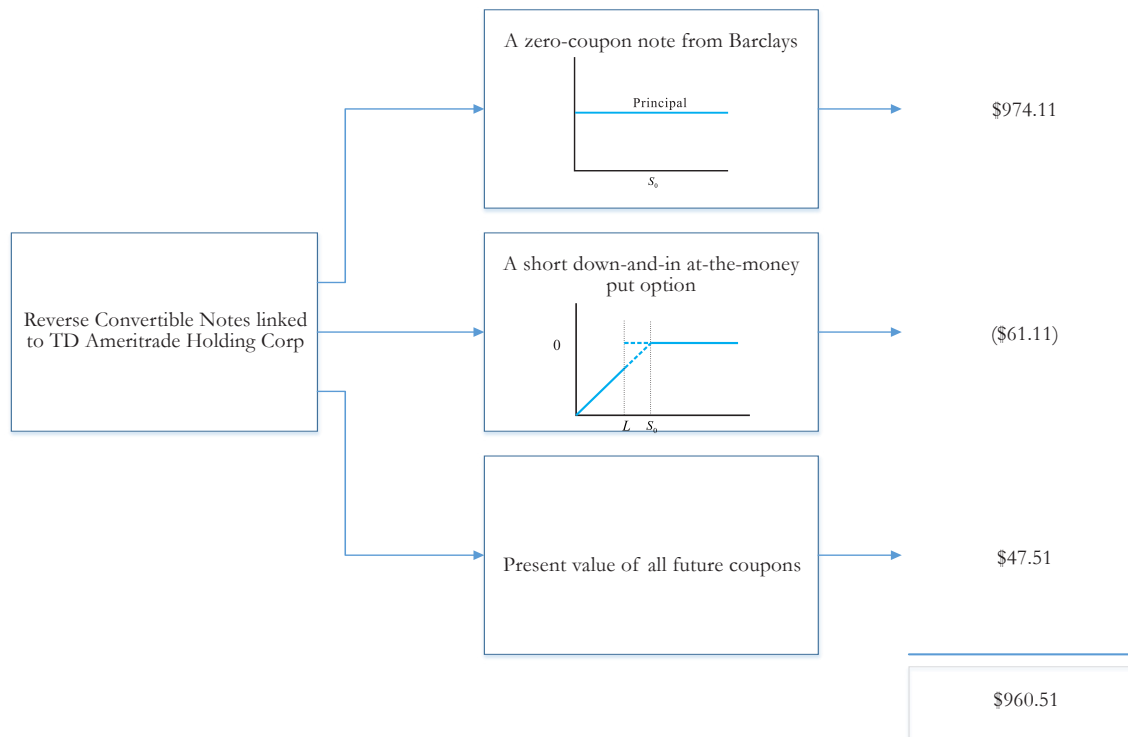 A zero-coupon note from Barclays
Principal
S₀
$974.11
Reverse Convertible Notes linked
to TD Ameritrade Holding Corp
A short down-and-in at-the-money
put option
0
L S₀
($61.11)
Present value of all future coupons
$47.51
$960.51